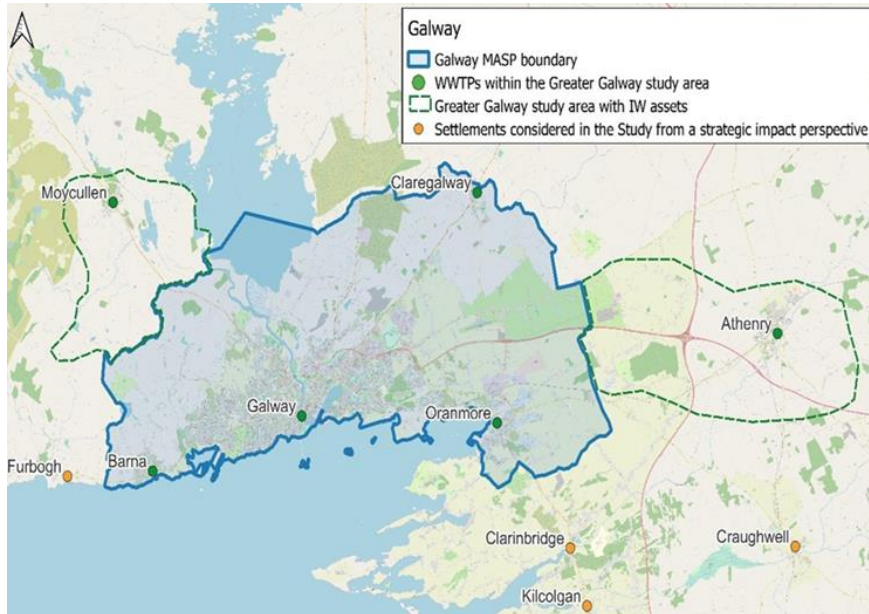 Galway
Galway MASP boundary
WWTPs within the Greater Galway study area
Greater Galway study area with IW assets
Settlements considered in the Study from a strategic impact perspective
Moycullen
Claregalway
Athenry
Galway
Oranmore
Furbogh
Barna
Clarinbridge
Craughwell
Kilcolgan